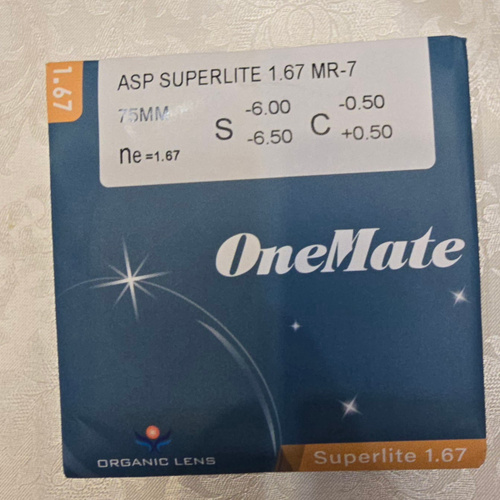 1.67
ASP SUPERLITE 1.67 MR-7
75MM
S -6.00 C -0.50
-6.50 +0.50
ne =1.67
OneMate
ORGANIC LENS
Superlite 1.67